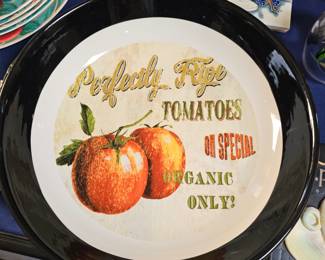 Perfectly Ripe
TOMATOES
ON SPECIAL
ORGANIC
ONLY!